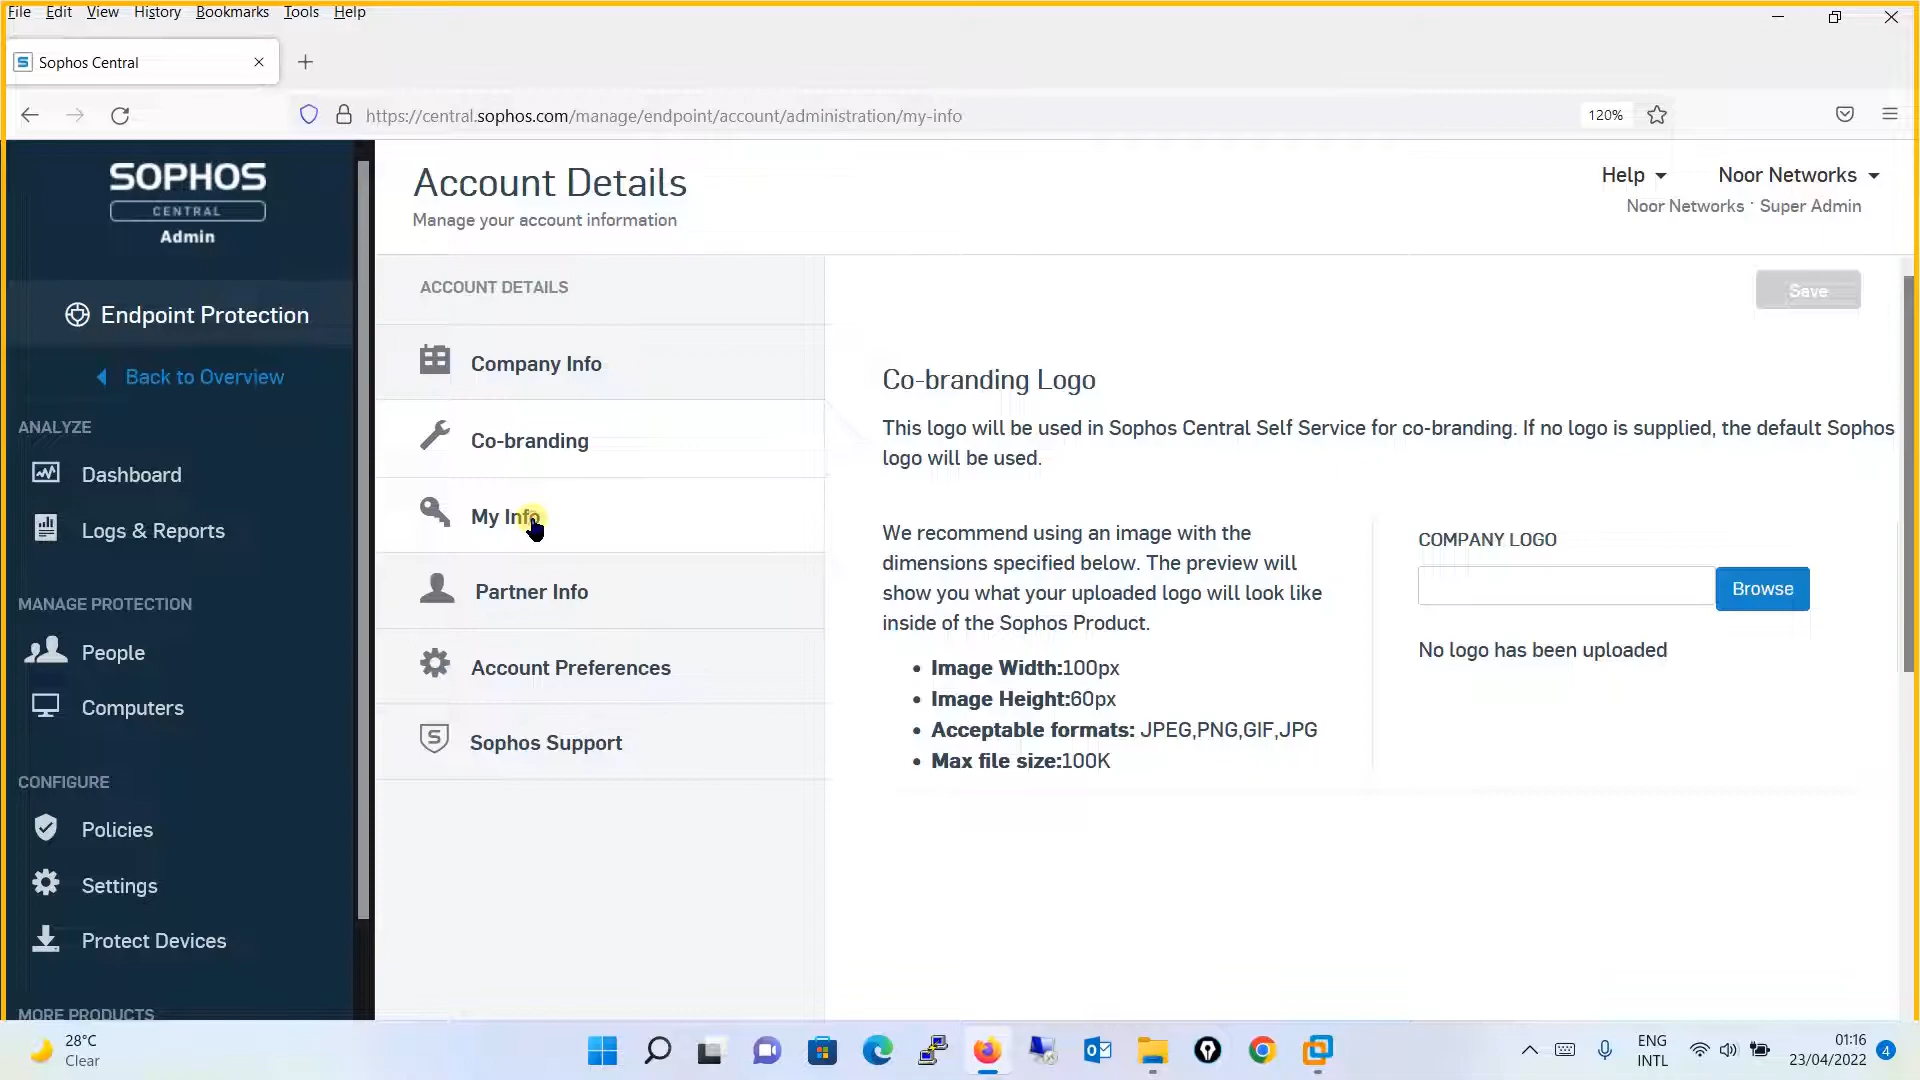 File Edit View History Bookmarks Tools Help
Sophos Central
https://central.sophos.com/manage/endpoint/account/administration/my-info
120%
SOPHOS
CENTRAL
Admin
Endpoint Protection
Back to Overview
ANALYZE
Dashboard
Logs & Reports
MANAGE PROTECTION
People
Computers
CONFIGURE
Policies
Settings
Protect Devices
MORE PRODUCTS
Account Details
Manage your account information
Help
Noor Networks
Noor Networks · Super Admin
ACCOUNT DETAILS
Company Info
Co-branding
My Info
Partner Info
Account Preferences
Sophos Support
Save
Co-branding Logo
This logo will be used in Sophos Central Self Service for co-branding. If no logo is supplied, the default Sophos
logo will be used.
We recommend using an image with the
dimensions specified below. The preview will
show you what your uploaded logo will look like
inside of the Sophos Product.
• Image Width:100px
• Image Height:60px
• Acceptable formats: JPEG,PNG,GIF,JPG
• Max file size:100K
COMPANY LOGO
Browse
No logo has been uploaded
28°C
Clear
ENG
INTL
01:16
23/04/2022
4